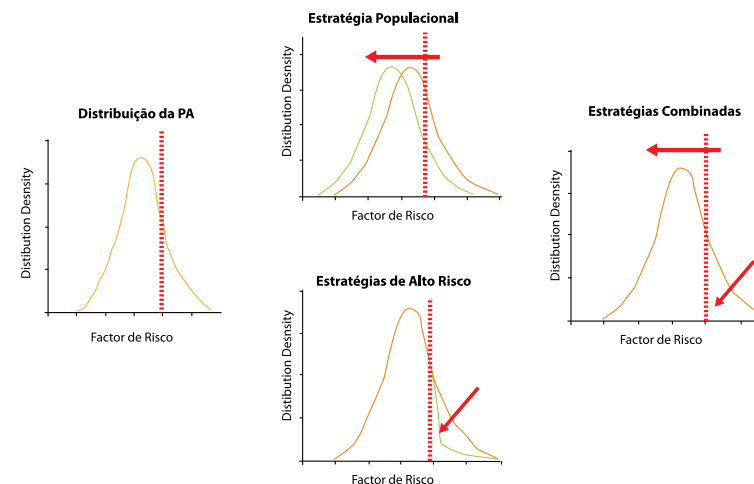 Distribuição da PA
Distibution Desnsity
Factor de Risco
Estratégia Populacional
Distibution Desnsity
Factor de Risco
Estratégias de Alto Risco
Distribution Desnsity
Factor de Risco
Estratégias Combinadas
Distibution Desnsity
Factor de Risco